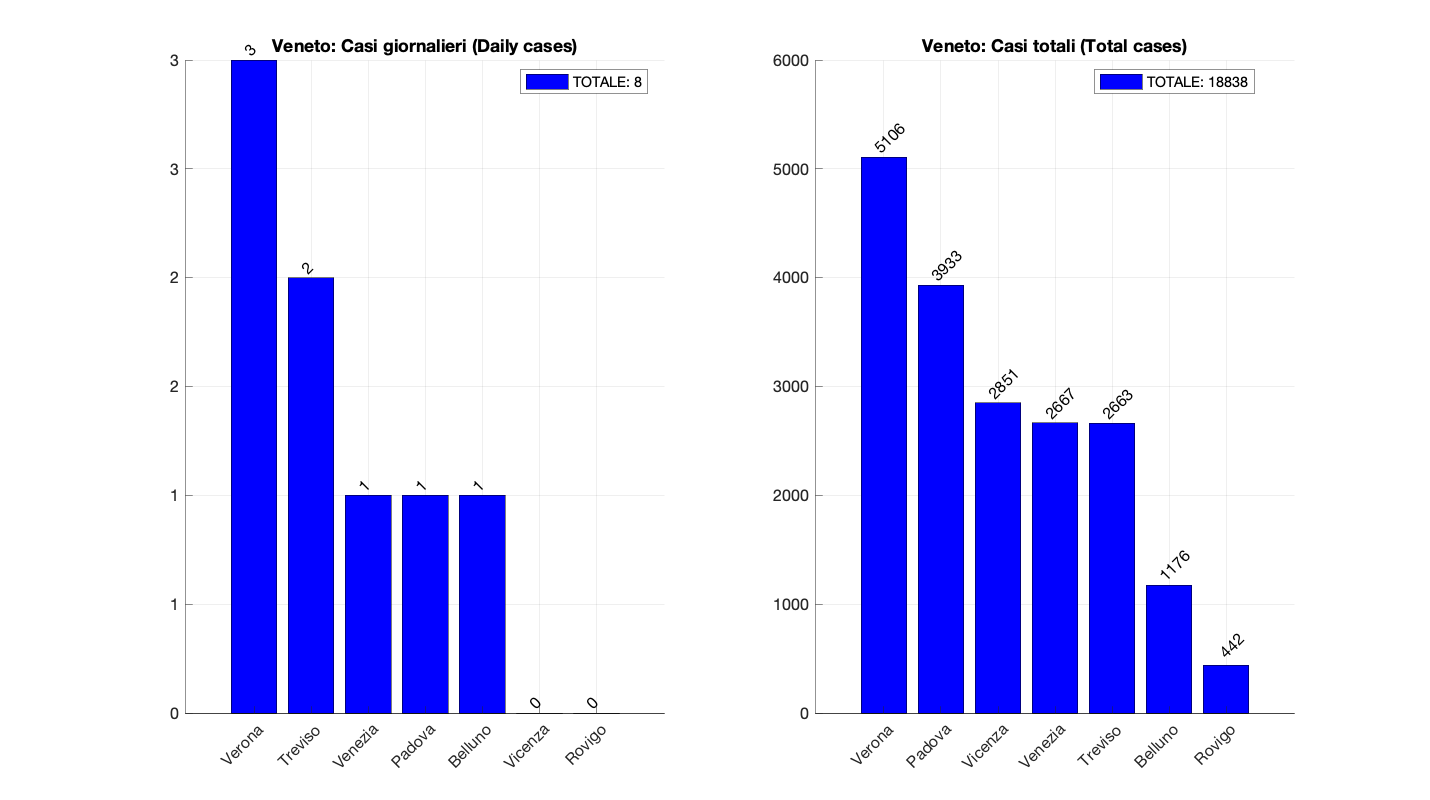 Veneto: Casi giornalieri (Daily cases)
TOTALE: 8
3
3
2
2
1
1
0
3
2
1
1
1
0
0
Verona
Treviso
Venezia
Padova
Belluno
Vicenza
Rovigo
Veneto: Casi totali (Total cases)
TOTALE: 18838
6000
5000
4000
3000
2000
1000
0
5106
3933
2851
2667
2663
1176
442
Verona
Padova
Vicenza
Venezia
Treviso
Belluno
Rovigo